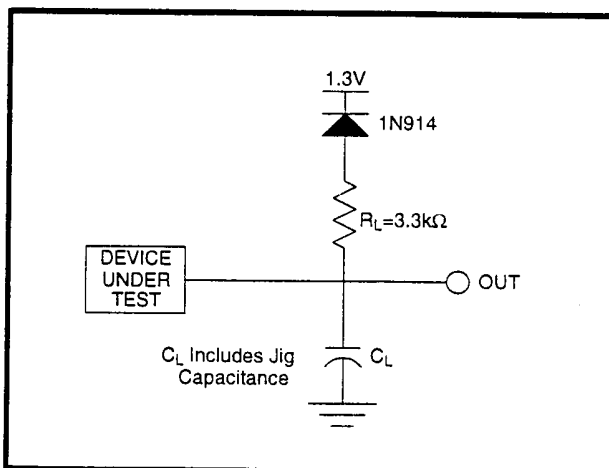 1.3V
1N914
R_L=3.3kΩ
DEVICE
UNDER
TEST
OUT
C_L Includes Jig
Capacitance
C_L